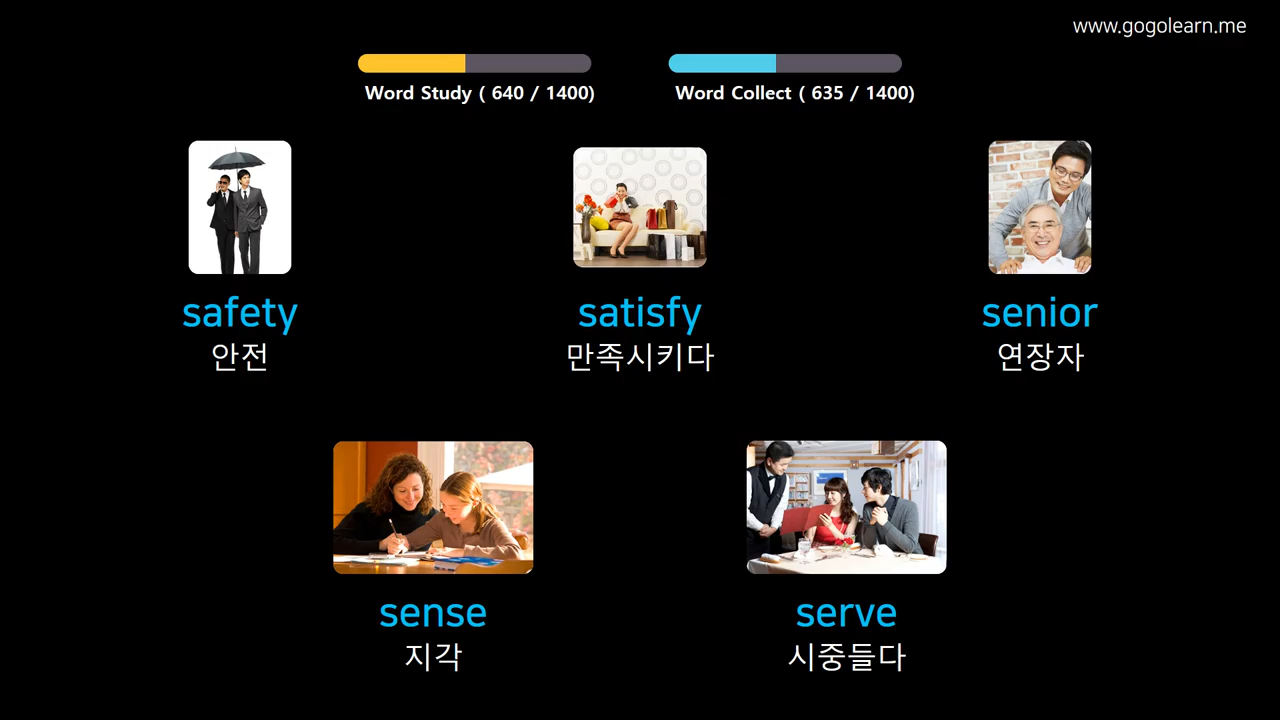 www.gogolearn.me
Word Study ( 640 / 1400)
Word Collect ( 635 / 1400)
safety
안전
satisfy
만족시키다
senior
연장자
sense
지각
serve
시중들다